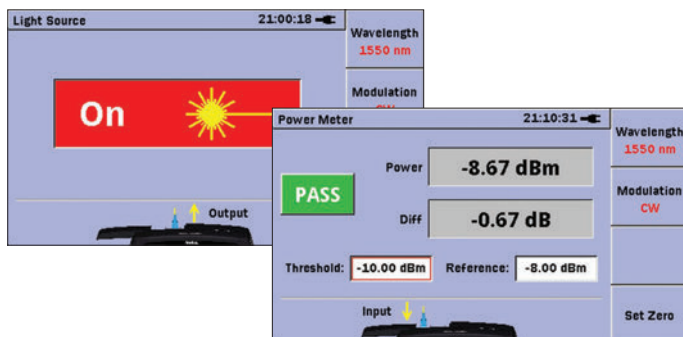 Light Source
21:00:18
Wavelength
1550 nm
Modulation
On
Output
Power Meter
21:10:31
Wavelength
1550 nm
Power
-8.67 dBm
Modulation
CW
PASS
Diff
-0.67 dB
Threshold:
-10.00 dBm
Reference:
-8.00 dBm
Input
Set Zero